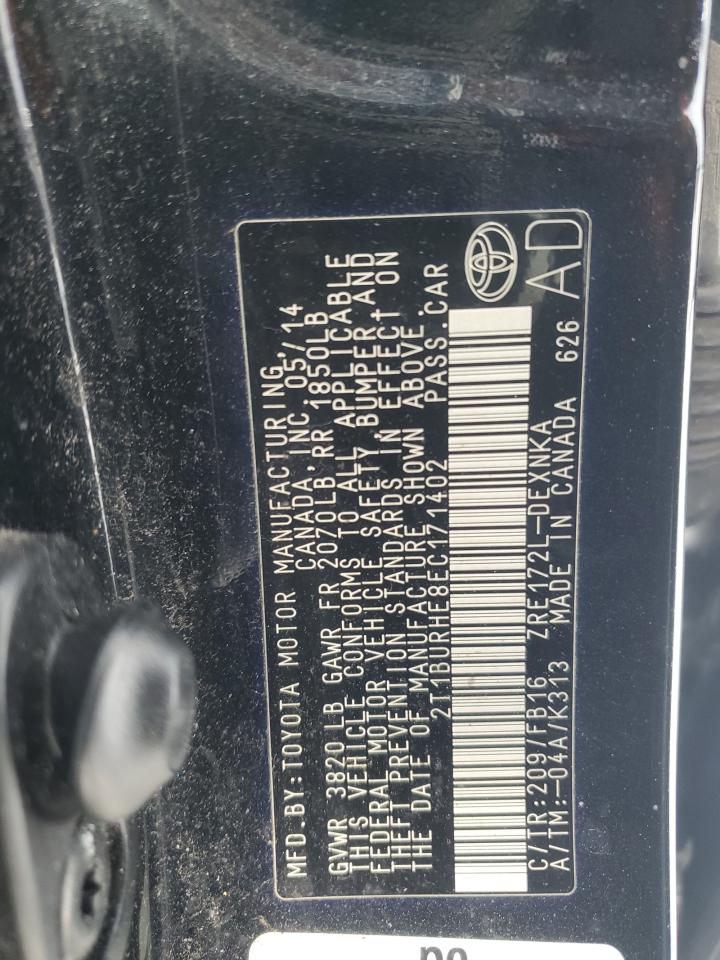 MFD.BY:TOYOTA MOTOR MANUFACTURING
CANADA, INC. 05/14
GVWR 3820 LB GAWR FR 2070LB,RR 1850LB
THIS VEHICLE CONFORMS TO ALL APPLICABLE
FEDERAL MOTOR VEHICLE SAFETY BUMPER,AND
THEFT PREVENTION STANDARDS IN EFFECT ON
THE DATE OF MANUFACTURE SHOWN ABOVE.
2T1BURHE8EC171402 PASS.CAR
C/TR:209/FB16 ZRE172L-DEXNKA
A/TM:-04A/K313 MADE IN CANADA 626
AD